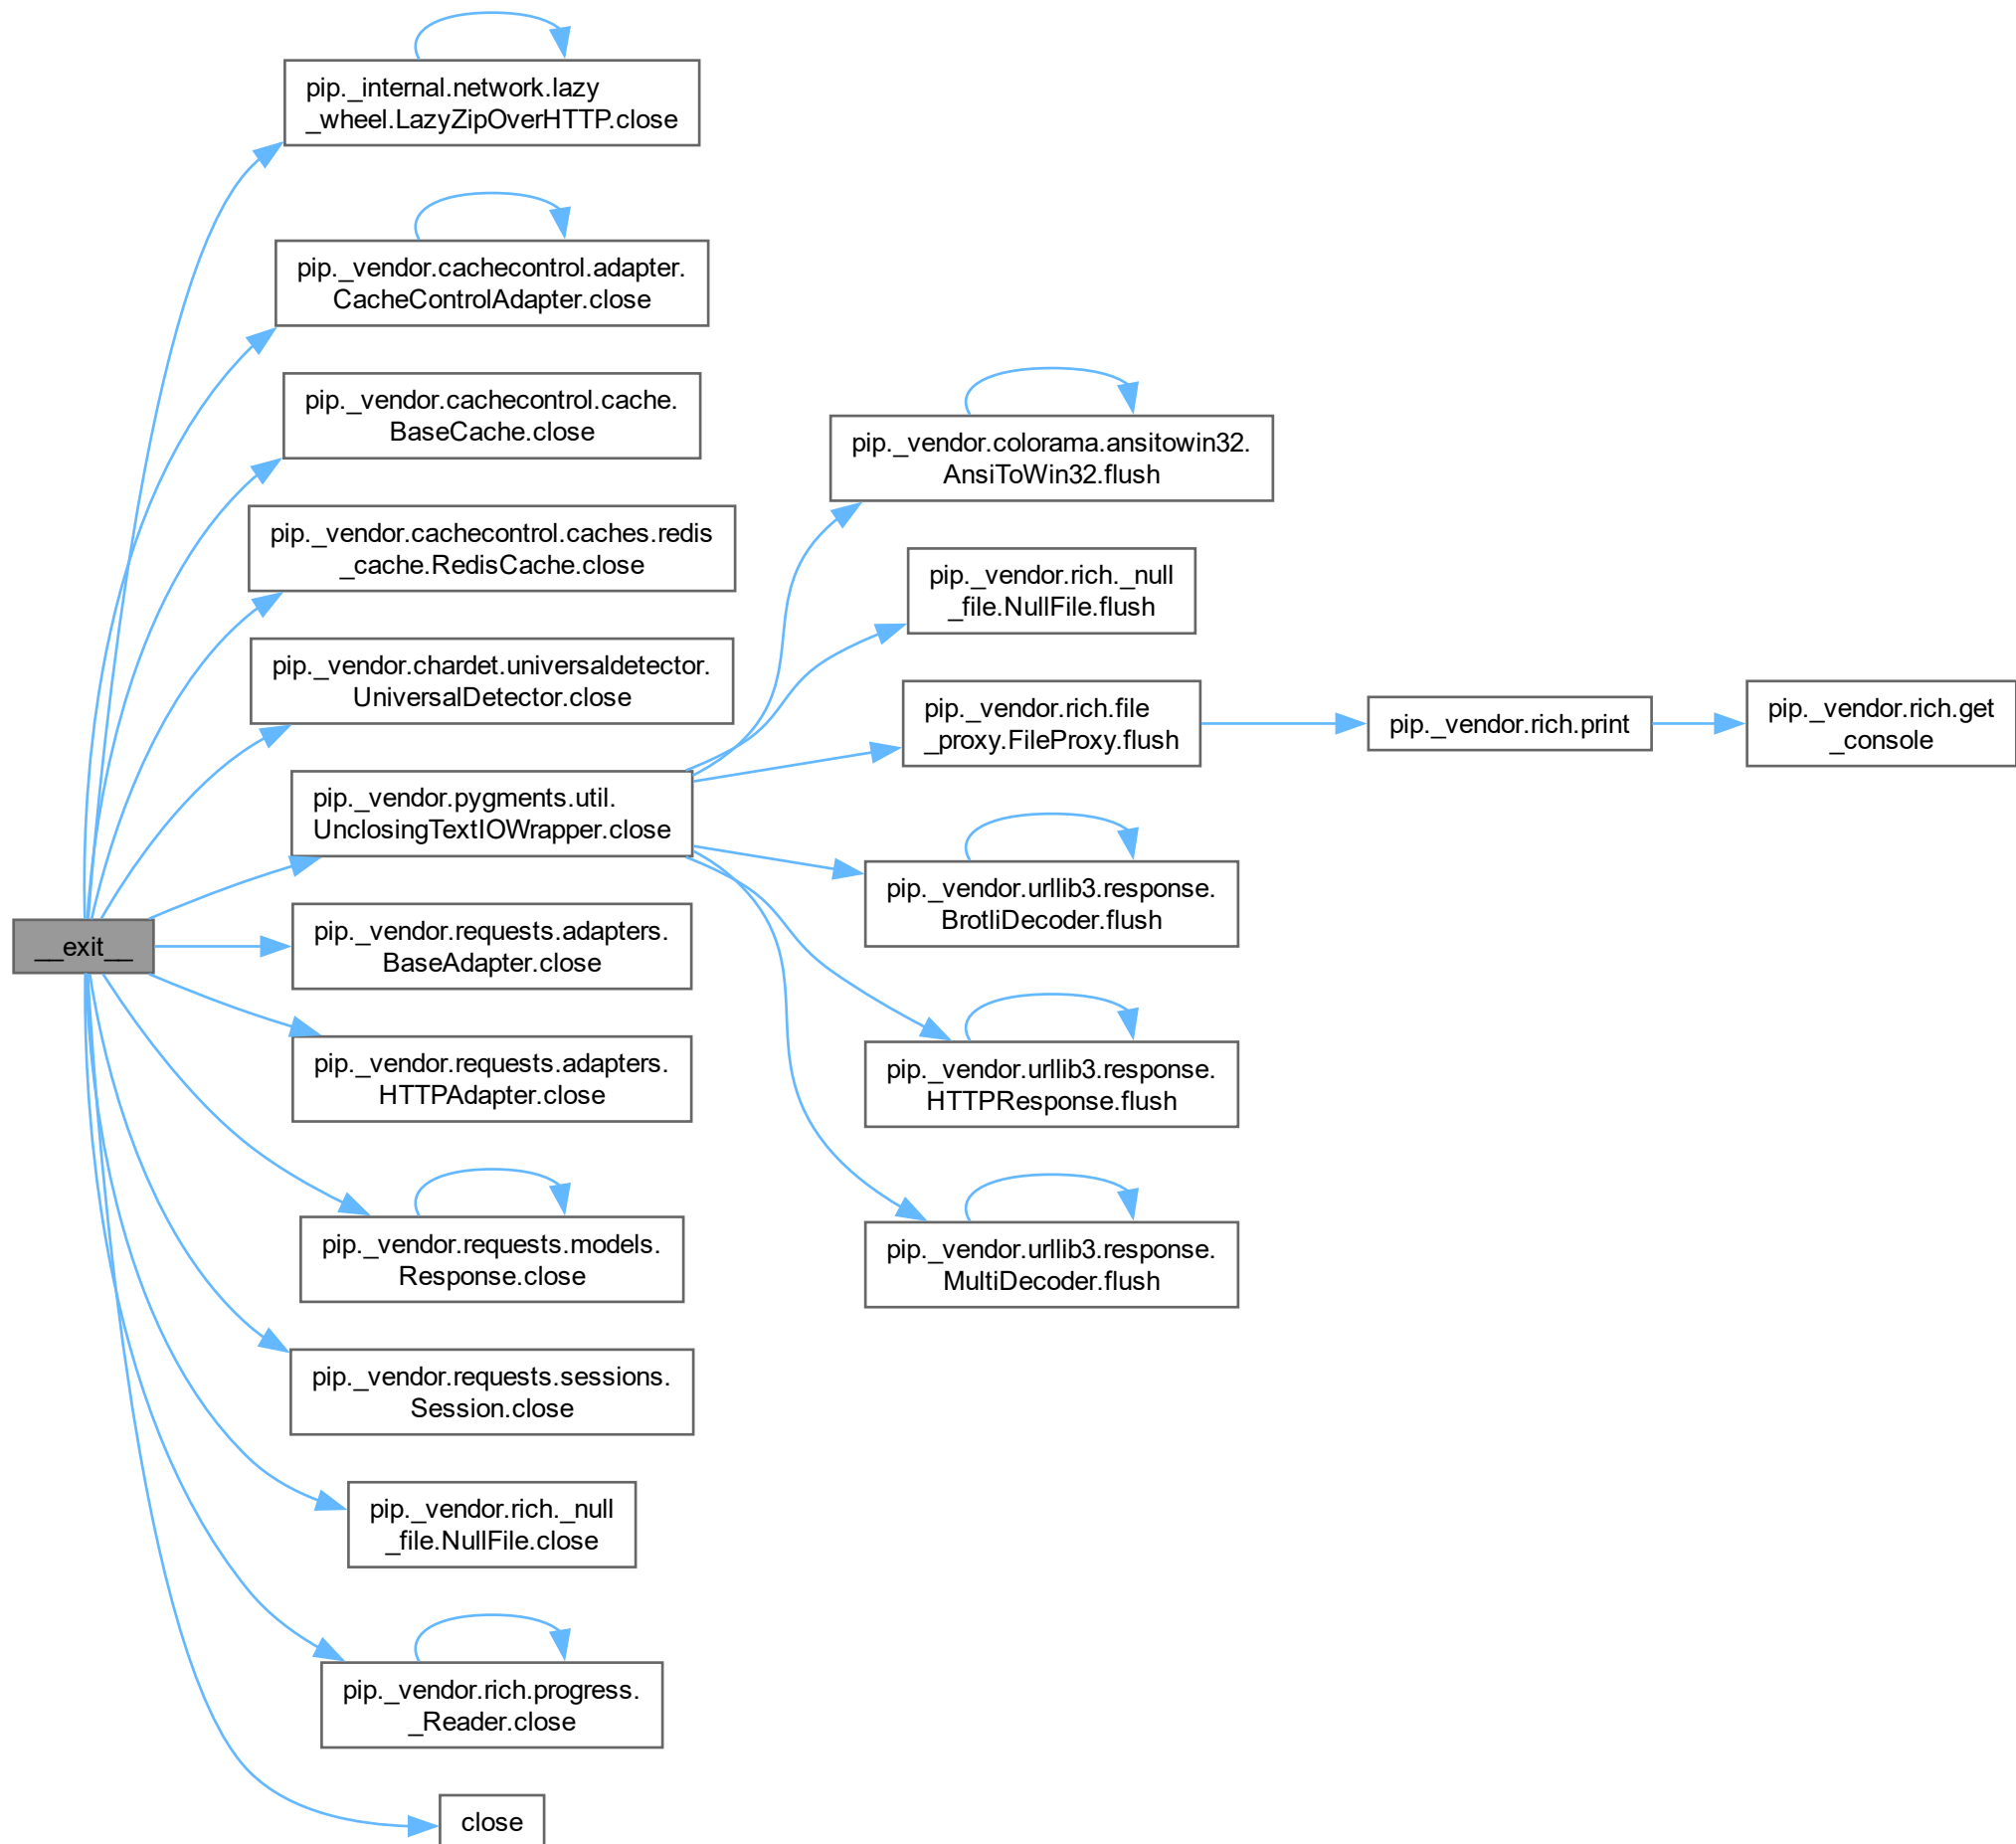 __exit__
pip._internal.network.lazy
_wheel.LazyZipOverHTTP.close
pip._vendor.cachecontrol.adapter.
CacheControlAdapter.close
pip._vendor.cachecontrol.cache.
BaseCache.close
pip._vendor.cachecontrol.caches.redis
_cache.RedisCache.close
pip._vendor.chardet.universaldetector.
UniversalDetector.close
pip._vendor.pygments.util.
UnclosingTextIOWrapper.close
pip._vendor.requests.adapters.
BaseAdapter.close
pip._vendor.requests.adapters.
HTTPAdapter.close
pip._vendor.requests.models.
Response.close
pip._vendor.requests.sessions.
Session.close
pip._vendor.rich._null
_file.NullFile.close
pip._vendor.rich.progress.
_Reader.close
close
pip._vendor.colorama.ansitowin32.
AnsiToWin32.flush
pip._vendor.rich._null
_file.NullFile.flush
pip._vendor.rich.file
_proxy.FileProxy.flush
pip._vendor.urllib3.response.
BrotliDecoder.flush
pip._vendor.urllib3.response.
HTTPResponse.flush
pip._vendor.urllib3.response.
MultiDecoder.flush
pip._vendor.rich.print
pip._vendor.rich.get
_console